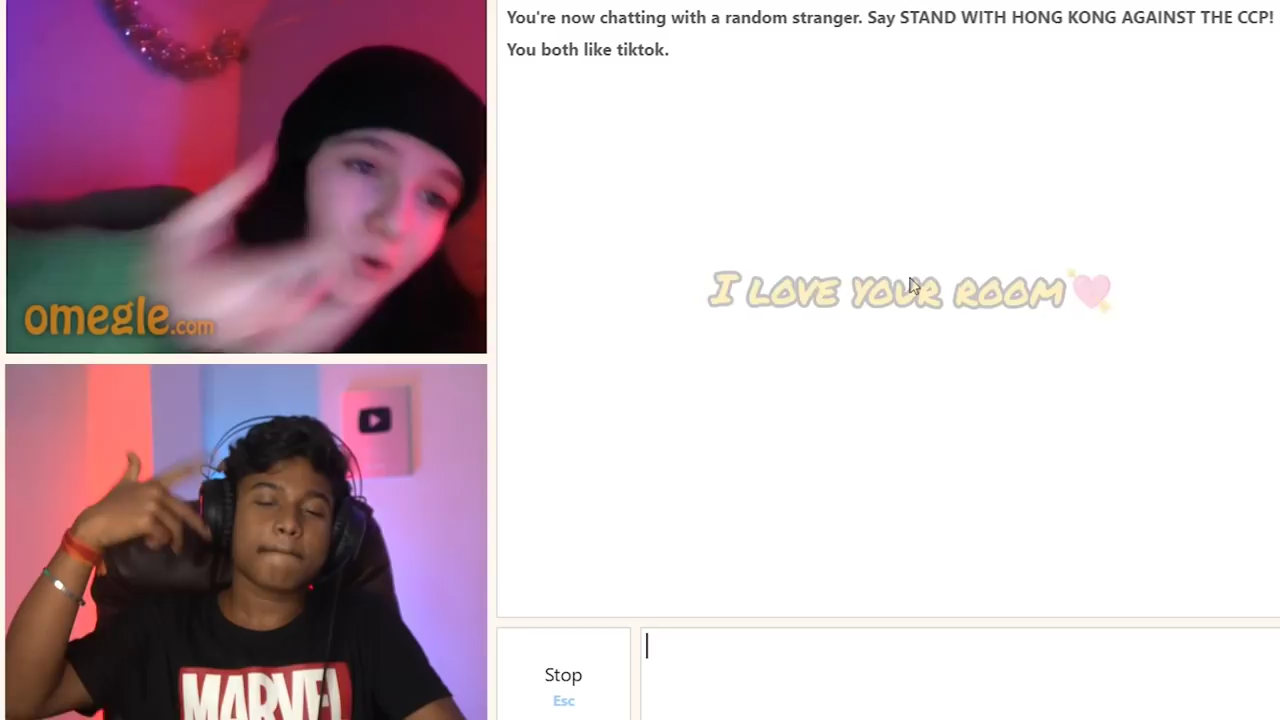 You're now chatting with a random stranger. Say STAND WITH HONG KONG AGAINST THE CCP!
You both like tiktok.
I LOVE YOUR ROOM
omegle.com
MARVEL
Stop
Esc